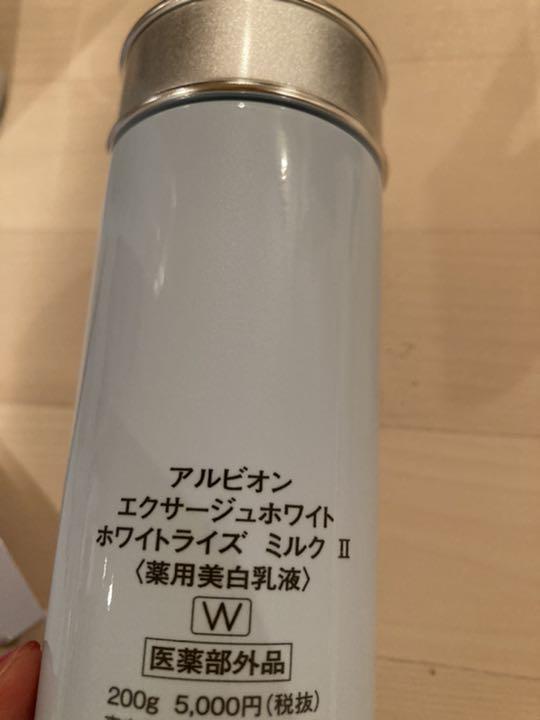 アルビオン
エクサージュホワイト
ホワイトライズ ミルク Ⅱ
〈薬用美白乳液〉
W
医薬部外品
200g 5,000円(税抜)